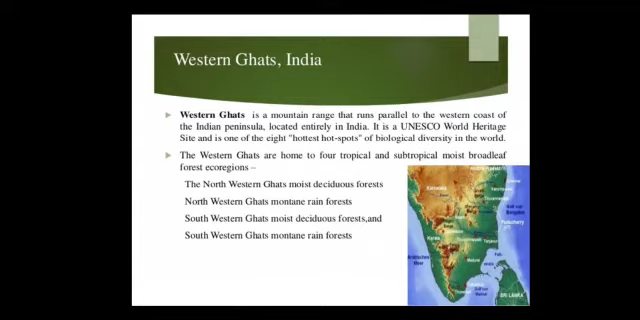 Western Ghats, India
Western Ghats is a mountain range that runs parallel to the western coast of
the Indian peninsula, located entirely in India. It is a UNESCO World Heritage
Site and is one of the eight "hottest hot-spots" of biological diversity in the world.
The Western Ghats are home to four tropical and subtropical moist broadleaf
forest ecoregions –
The North Western Ghats moist deciduous forests
North Western Ghats montane rain forests
South Western Ghats moist deciduous forests,and
South Western Ghats montane rain forests
Karnataka
Puducherry
Kerala
Madurai
SRI LANKA